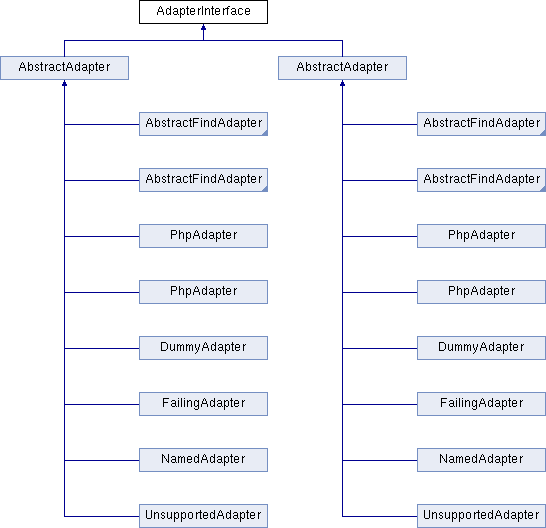 AdapterInterface
AbstractAdapter
AbstractAdapter
AbstractFindAdapter
AbstractFindAdapter
AbstractFindAdapter
AbstractFindAdapter
PhpAdapter
PhpAdapter
PhpAdapter
PhpAdapter
DummyAdapter
DummyAdapter
FailingAdapter
FailingAdapter
NamedAdapter
NamedAdapter
UnsupportedAdapter
UnsupportedAdapter